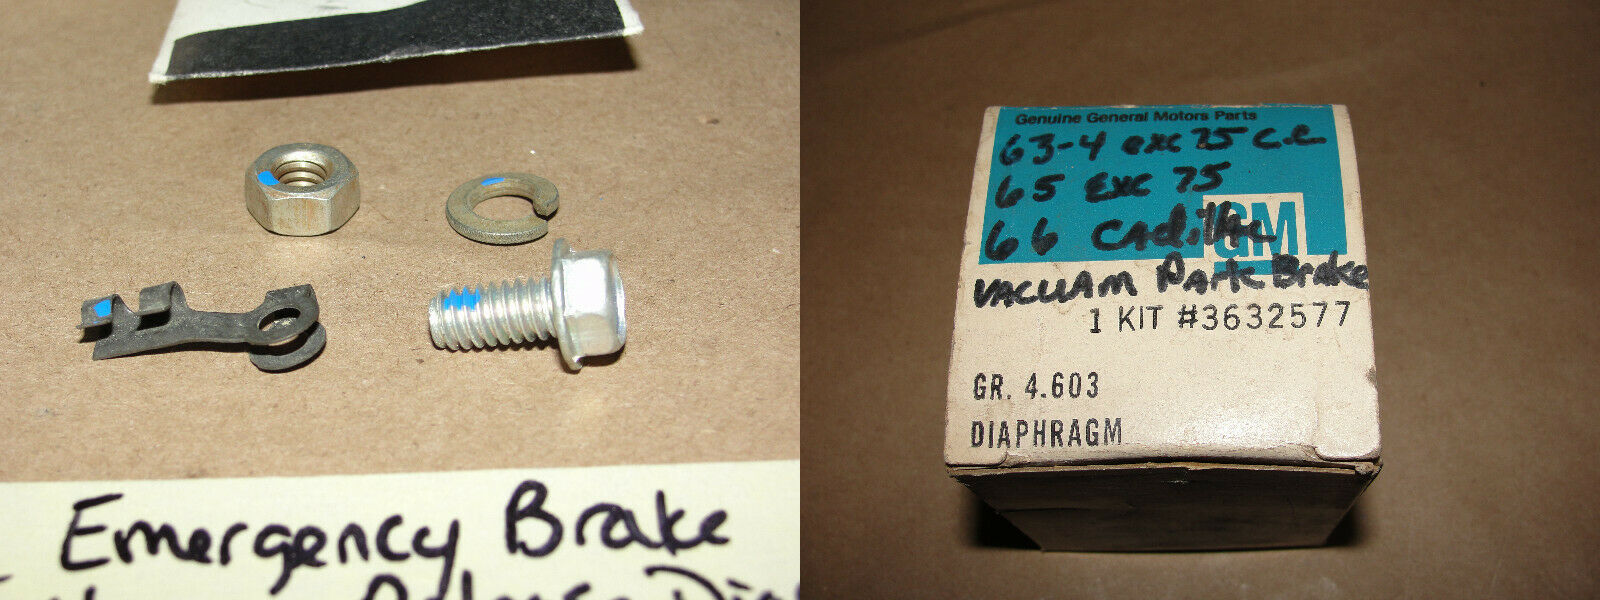 Emergency Brake
Genuine General Motors Parts
63-4 exc 75 C.C.
65 EXC 75
66 CAdillAc
GM
VACUUM Park Brake
1 KIT #3632577
GR. 4.603
DIAPHRAGM